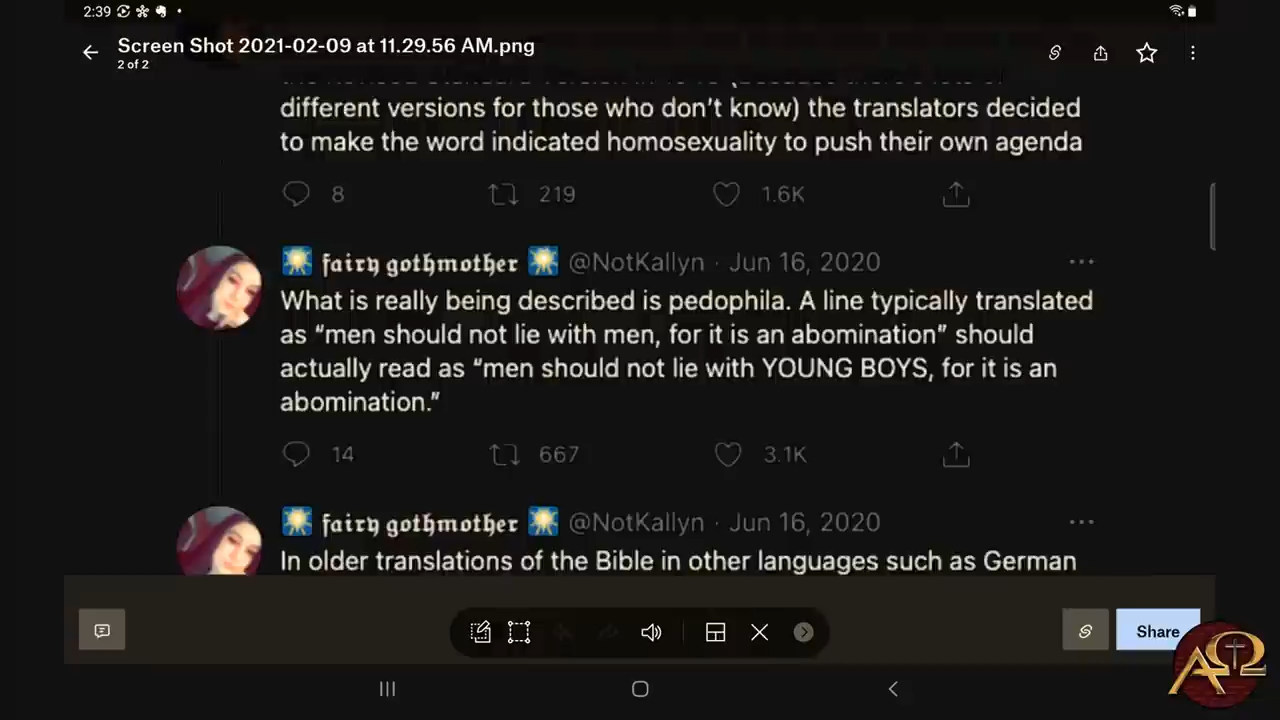 2:39
Screen Shot 2021-02-09 at 11.29.56 AM.png
2 of 2
different versions for those who don't know) the translators decided
to make the word indicated homosexuality to push their own agenda
8 219 1.6K
fairy gothmother @NotKallyn · Jun 16, 2020
What is really being described is pedophila. A line typically translated
as "men should not lie with men, for it is an abomination" should
actually read as "men should not lie with YOUNG BOYS, for it is an
abomination."
14 667 3.1K
fairy gothmother @NotKallyn · Jun 16, 2020
In older translations of the Bible in other languages such as German
Share
ΑΩ